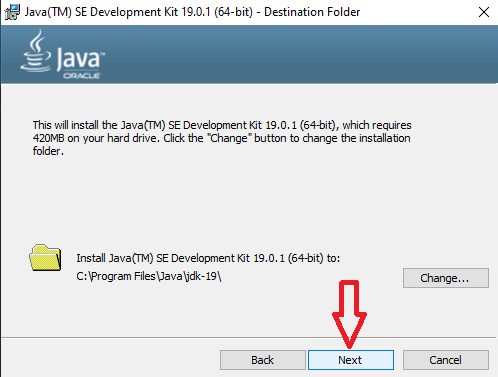 Java(TM) SE Development Kit 19.0.1 (64-bit) - Destination Folder
Java
ORACLE
This will install the Java(TM) SE Development Kit 19.0.1 (64-bit), which requires
420MB on your hard drive. Click the "Change" button to change the installation
folder.
Install Java(TM) SE Development Kit 19.0.1 (64-bit) to:
C:\Program Files\Java\jdk-19\
Change...
Back
Next
Cancel